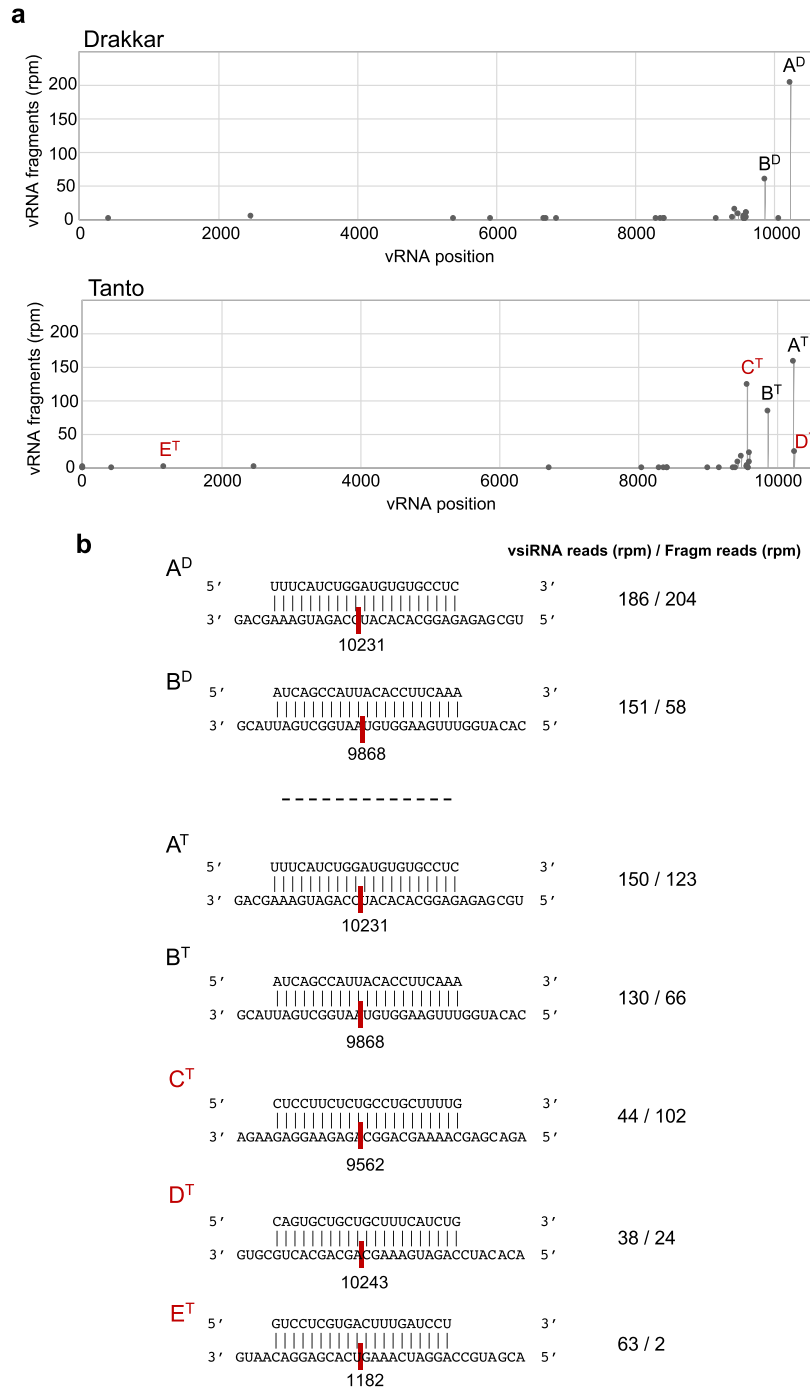 a
Drakkar
vRNA fragments (rpm)
200
150
100
50
0
A^D
B^D
0 2000 4000 6000 8000 10000
vRNA position
Tanto
vRNA fragments (rpm)
200
150
100
50
0
E^T
C^T
B^T
A^T
D
0 2000 4000 6000 8000 10000
vRNA position
b
vsiRNA reads (rpm) / Fragm reads (rpm)
A^D
5′ UUUCAUCUGGAUGUGUGCCUC 3′
186 / 204
3′ GACGAAAGUAGACCUACACACGGAGAGAGCGU 5′
10231
B^D
5′ AUCAGCCAUUACACCUUCAAA 3′
151 / 58
3′ GCAUUAGUCGGUAAUGUGGAAGUUUGGUACAC 5′
9868
A^T
5′ UUUCAUCUGGAUGUGUGCCUC 3′
150 / 123
3′ GACGAAAGUAGACCUACACACGGAGAGAGCGU 5′
10231
B^T
5′ AUCAGCCAUUACACCUUCAAA 3′
130 / 66
3′ GCAUUAGUCGGUAAUGUGGAAGUUUGGUACAC 5′
9868
C^T
5′ CUCCUUCUCUGCCUGCUUUUG 3′
44 / 102
3′ AGAAGAGGAAGAGACGGACGAAAACGAGCAGA 5′
9562
D^T
5′ CAGUGCUGCUGCUUUCAUCUG 3′
38 / 24
3′ GUGCGUCACGACGACGAAAGUAGACCUACACA 5′
10243
E^T
5′ GUCCUCGUGACUUUGAUCCU 3′
63 / 2
3′ GUAACAGGAGCACUGAAACUAGGACCGUAGCA 5′
1182